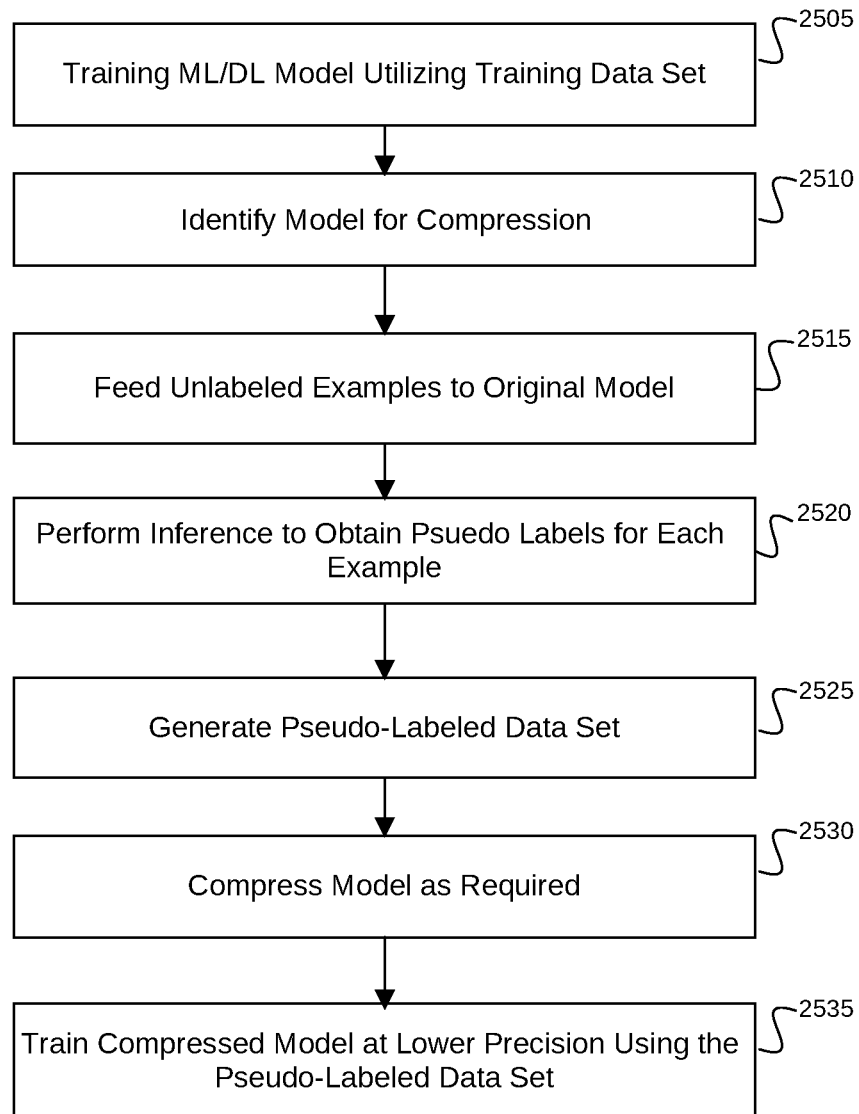 2505
Training ML/DL Model Utilizing Training Data Set
2510
Identify Model for Compression
2515
Feed Unlabeled Examples to Original Model
2520
Perform Inference to Obtain Psuedo Labels for Each
Example
2525
Generate Pseudo-Labeled Data Set
2530
Compress Model as Required
2535
Train Compressed Model at Lower Precision Using the
Pseudo-Labeled Data Set